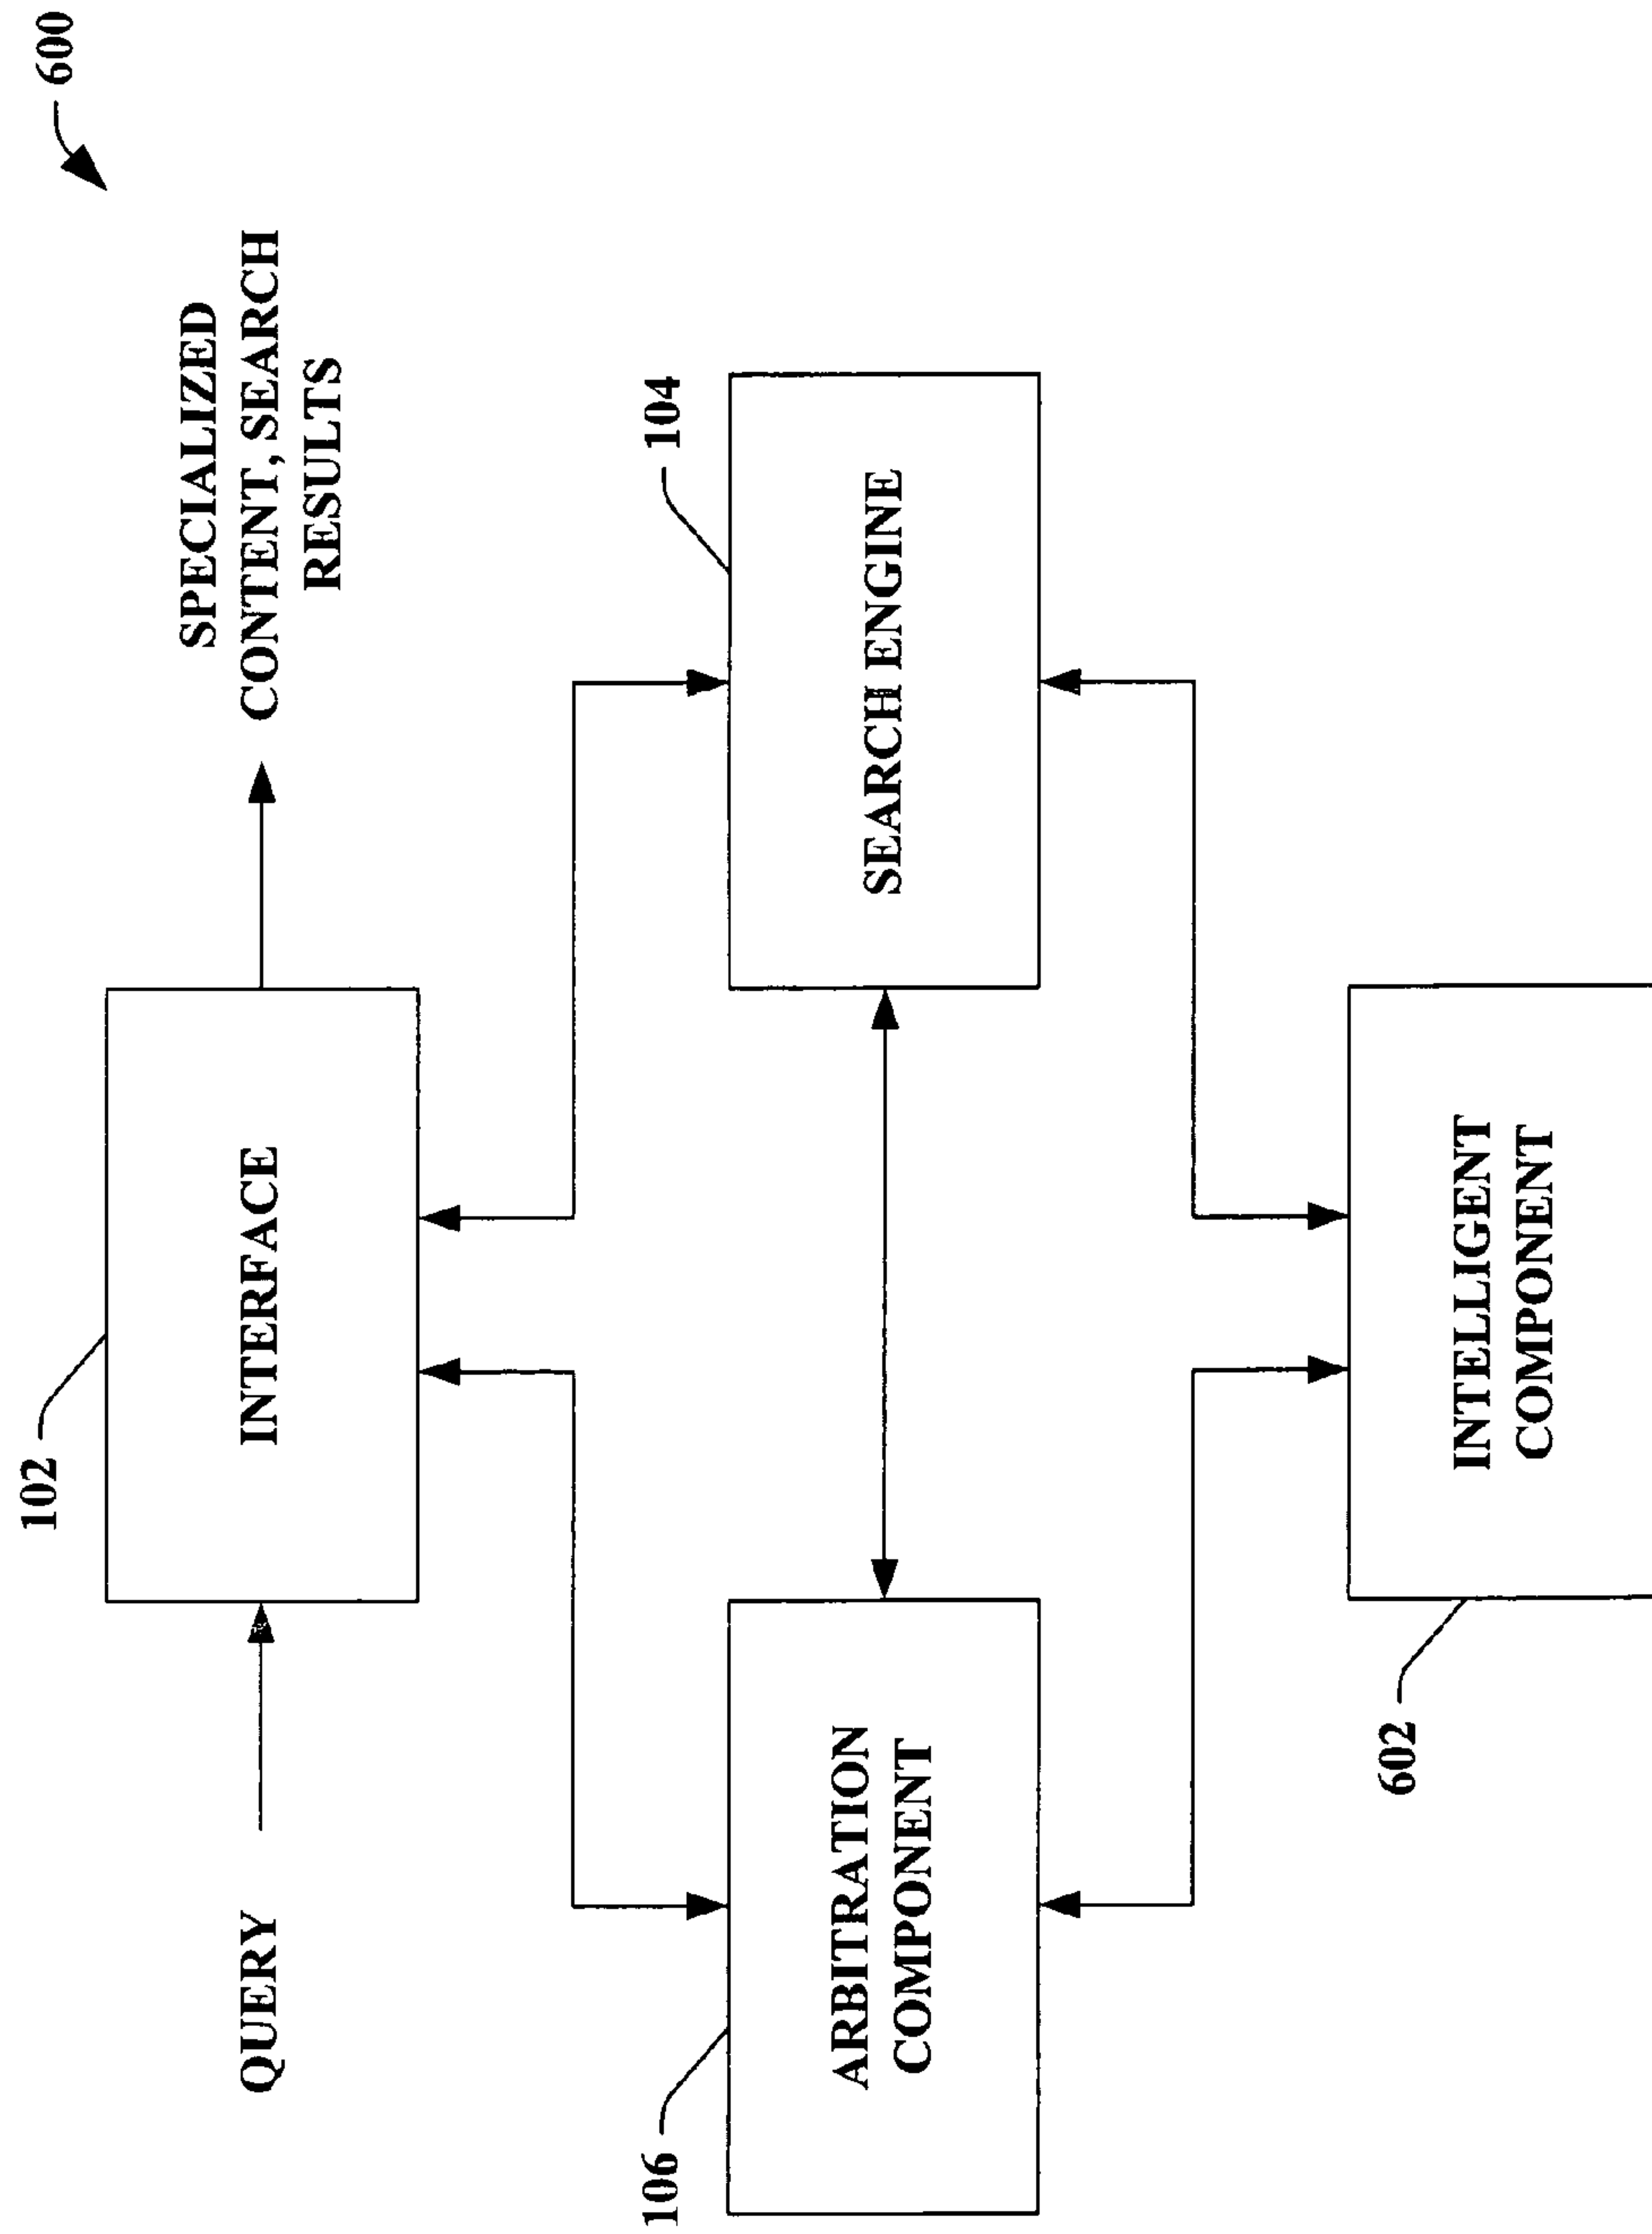 600
102
QUERY
INTERFACE
SPECIALIZED
CONTENT, SEARCH
RESULTS
106
104
ARBITRATION
COMPONENT
SEARCH ENGINE
602
INTELLIGENT
COMPONENT